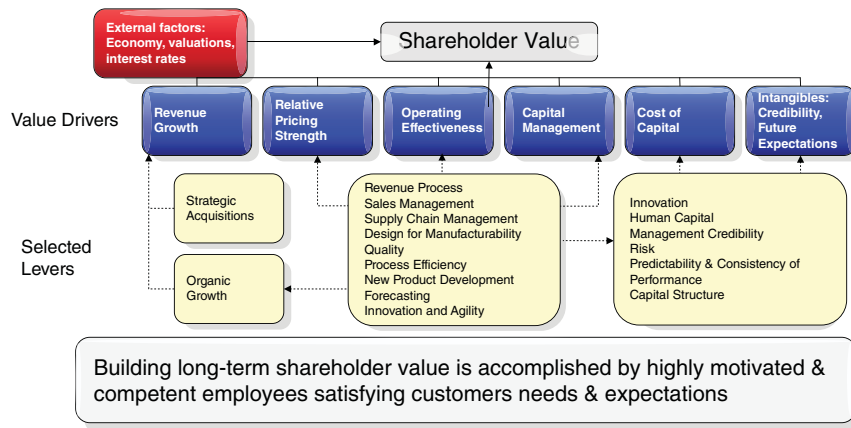 External factors:
Economy, valuations,
interest rates
Shareholder Value
Value Drivers
Revenue
Growth
Relative
Pricing
Strength
Operating
Effectiveness
Capital
Management
Cost of
Capital
Intangibles:
Credibility,
Future
Expectations
Selected
Levers
Strategic
Acquisitions
Organic
Growth
Revenue Process
Sales Management
Supply Chain Management
Design for Manufacturability
Quality
Process Efficiency
New Product Development
Forecasting
Innovation and Agility
Innovation
Human Capital
Management Credibility
Risk
Predictability & Consistency of
Performance
Capital Structure
Building long-term shareholder value is accomplished by highly motivated &
competent employees satisfying customers needs & expectations